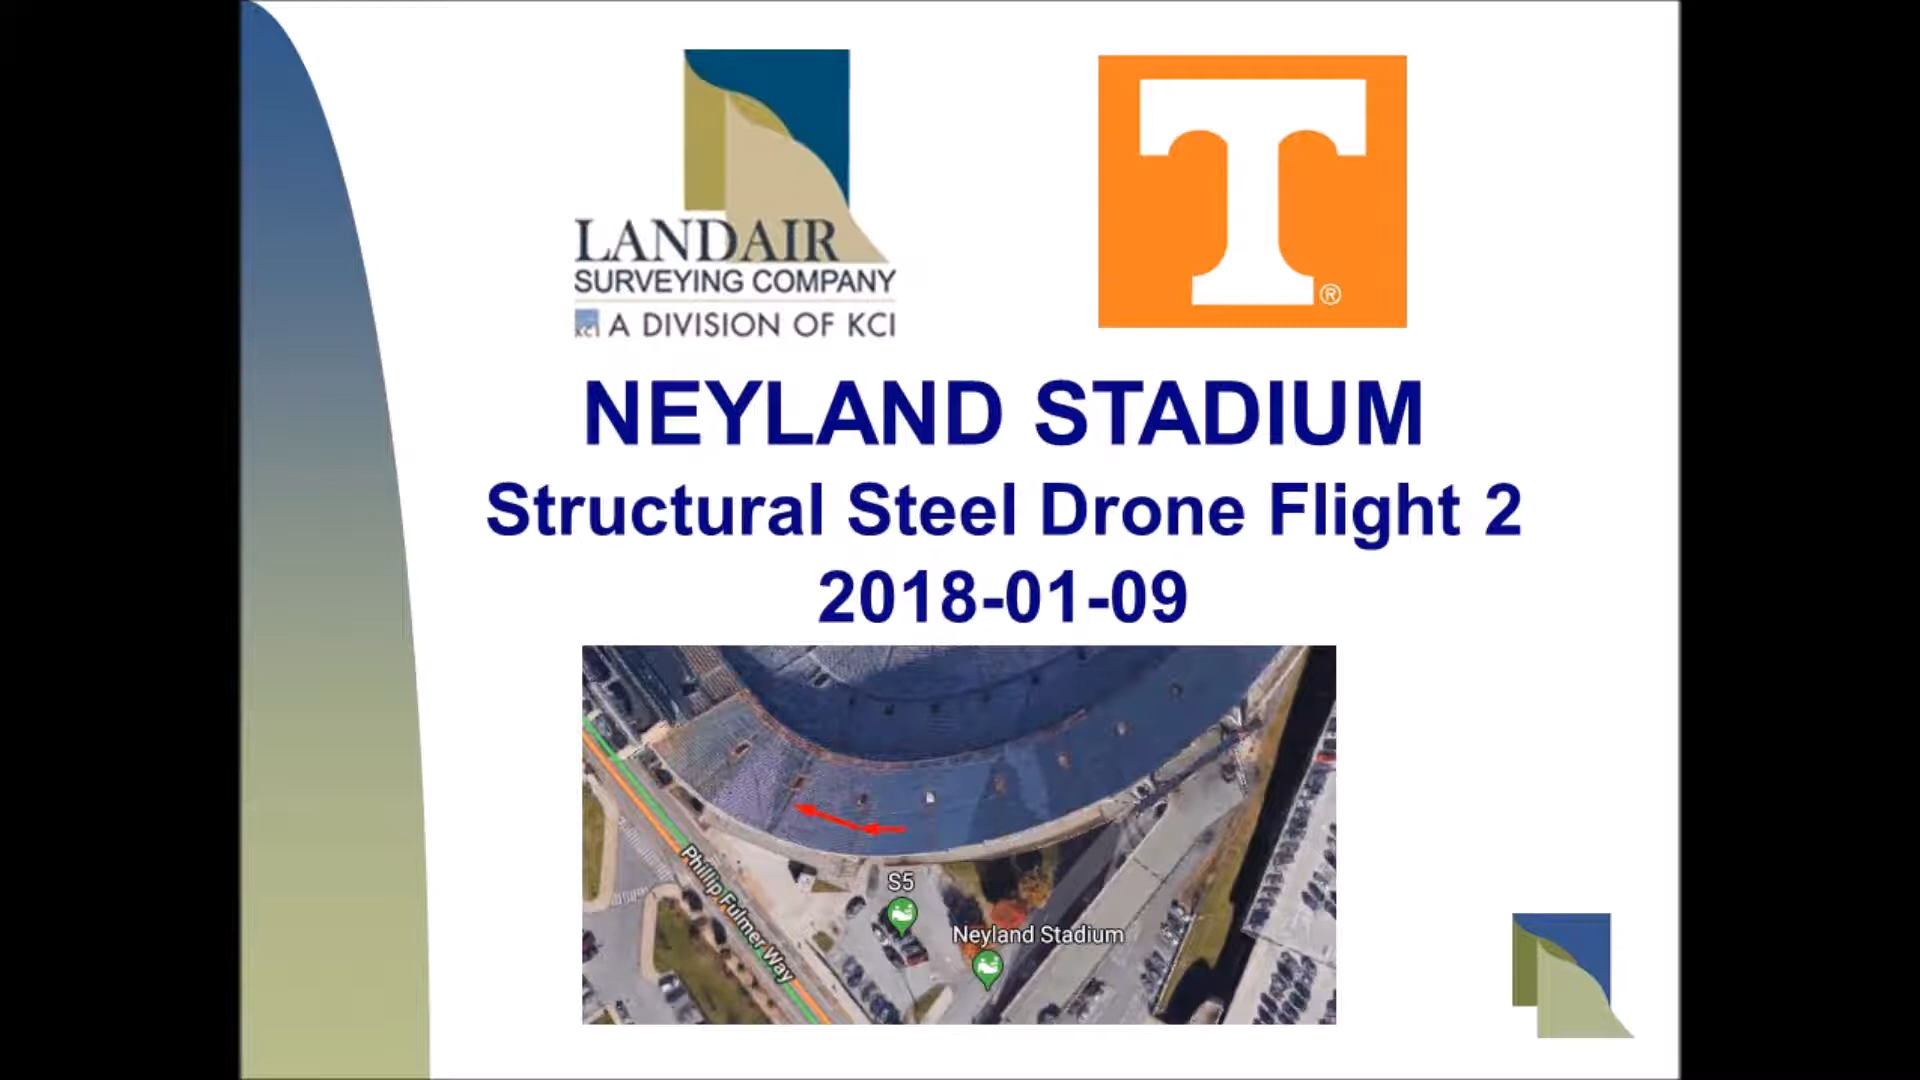 LANDAIR
SURVEYING COMPANY
KCI A DIVISION OF KCI
T®
NEYLAND STADIUM
Structural Steel Drone Flight 2
2018-01-09
Phillip Fulmer Way
S5
Neyland Stadium